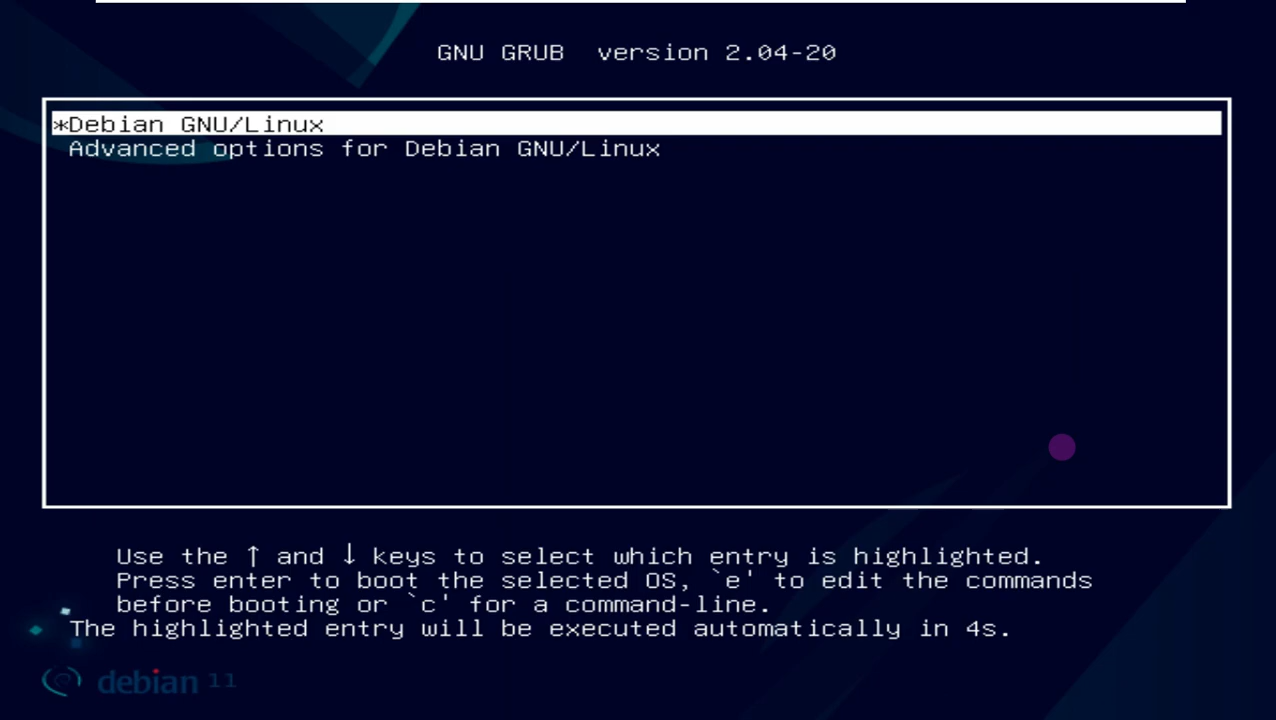 GNU GRUB  version 2.04-20
*Debian GNU/Linux
Advanced options for Debian GNU/Linux
Use the ↑ and ↓ keys to select which entry is highlighted.
Press enter to boot the selected OS, `e' to edit the commands
before booting or `c' for a command-line.
The highlighted entry will be executed automatically in 4s.
debian 11